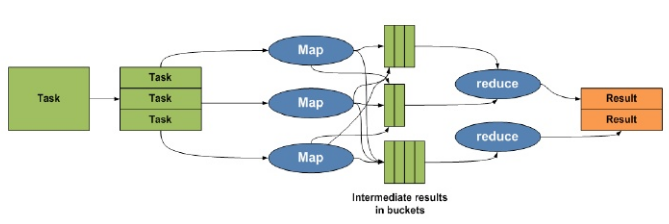 Task
Task
Task
Task
Map
Map
Map
Intermediate results
in buckets
reduce
reduce
Result
Result